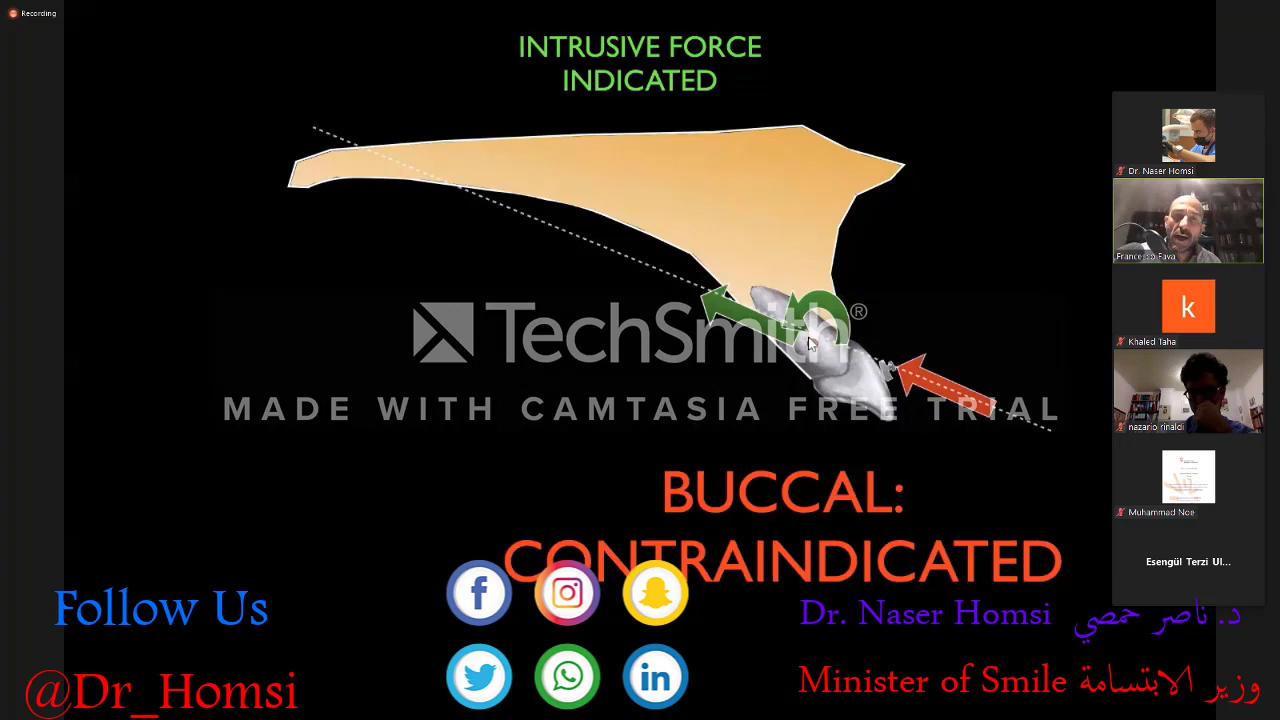 Recording
INTRUSIVE FORCE
INDICATED
Dr. Naser Homsi
Francesco Fava
k
Khaled Taha
nazario rinaldi
Muhammad Noe
Esengül Terzi Ul...
TechSmith®
MADE WITH CAMTASIA FREE TRIAL
BUCCAL:
CONTRAINDICATED
Follow Us
@Dr_Homsi
Dr. Naser Homsi د. ناصر حمصي
Minister of Smile وزير الابتسامة